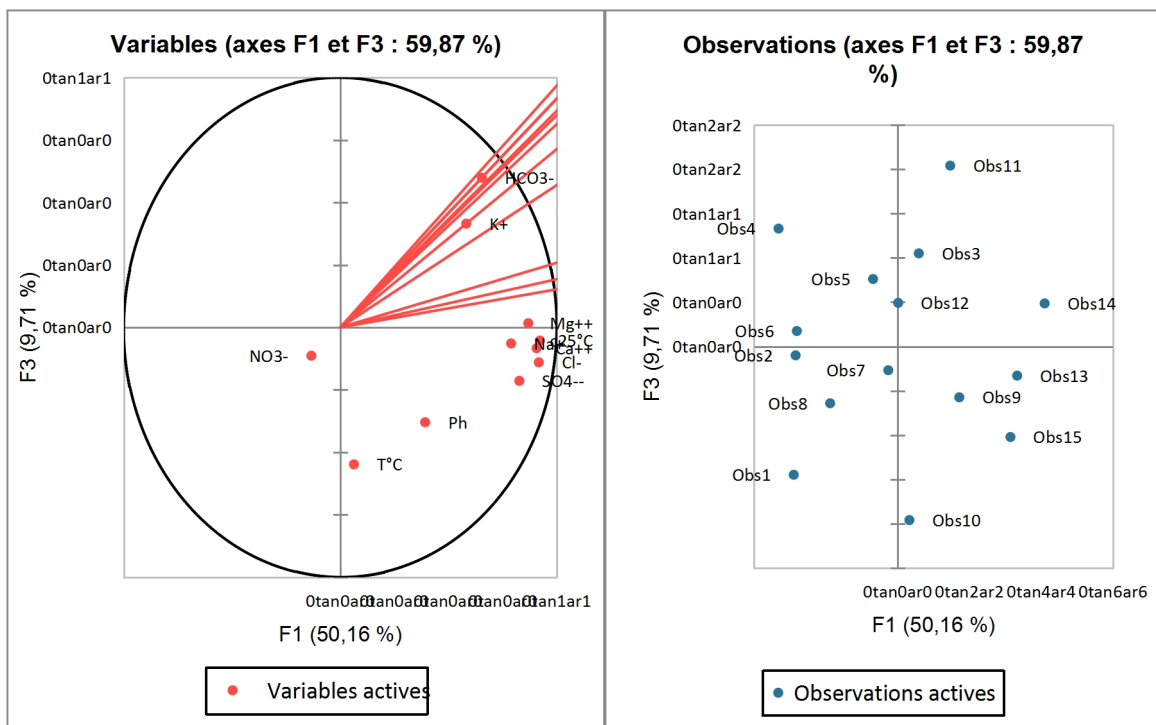 Variables (axes F1 et F3 : 59,87 %)
0tan1ar1
0tan0ar0
0tan0ar0
0tan0ar0
0tan0ar0
F3 (9,71 %)
HCO3-
K+
Mg++
Na+
Ca++
Cl-
SO4--
NO3-
Ph
T°C
0tan0ar0
0tan1ar1
F1 (50,16 %)
Variables actives
Observations (axes F1 et F3 : 59,87
%)
0tan2ar2
0tan2ar2
0tan1ar1
0tan1ar1
0tan0ar0
0tan0ar0
F3 (9,71 %)
Obs11
Obs4
Obs3
Obs5
Obs12
Obs14
Obs6
Obs2
Obs7
Obs13
Obs8
Obs9
Obs15
Obs1
Obs10
0tan0ar0 0tan2ar2 0tan4ar4 0tan6ar6
F1 (50,16 %)
Observations actives